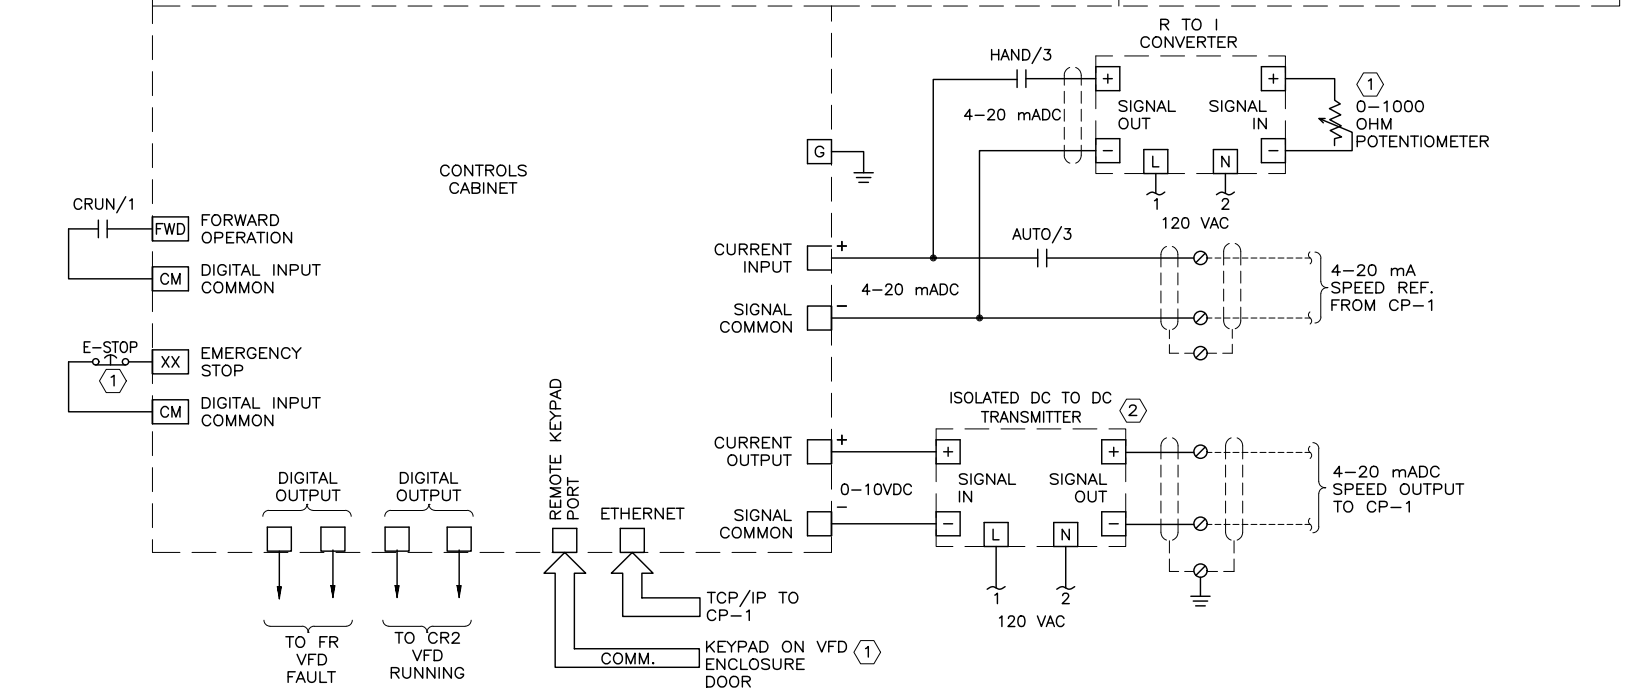 R TO I
CONVERTER
HAND/3
+
+
1
4-20 mADC
SIGNAL
OUT
SIGNAL
IN
0-1000
OHM
POTENTIOMETER
−
−
L
N
1
2
120 VAC
G
CONTROLS
CABINET
CRUN/1
FWD
FORWARD
OPERATION
CM
DIGITAL INPUT
COMMON
E-STOP
1
XX
EMERGENCY
STOP
CM
DIGITAL INPUT
COMMON
CURRENT
INPUT
+
AUTO/3
4-20 mADC
SIGNAL
COMMON
−
4-20 mA
SPEED REF.
FROM CP-1
ISOLATED DC TO DC
TRANSMITTER
2
CURRENT
OUTPUT
+
+
+
0-10VDC
SIGNAL
IN
SIGNAL
OUT
SIGNAL
COMMON
−
−
−
L
N
1
2
120 VAC
4-20 mADC
SPEED OUTPUT
TO CP-1
DIGITAL
OUTPUT
DIGITAL
OUTPUT
REMOTE KEYPAD
PORT
ETHERNET
TO FR
VFD
FAULT
TO CR2
VFD
RUNNING
TCP/IP TO
CP-1
COMM.
KEYPAD ON VFD
ENCLOSURE
DOOR
1